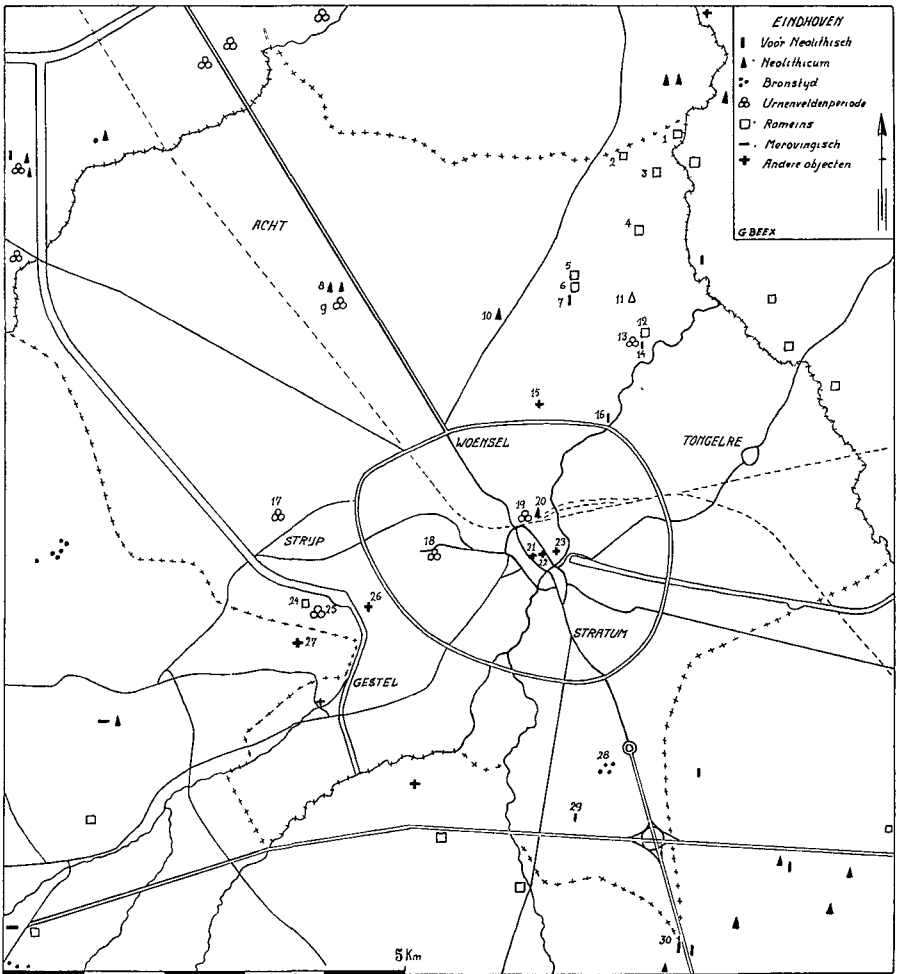 EINDHOVEN
Voór Neolithisch
Neolithicum
Bronstyd
Urnenveldenperiode
Romeins
Merovingisch
Andere objecten
G BEEX
1
2
3
4
ACHT
5
6
7
8
9
10
11
12
13
14
15
16
WOENSEL
TONGELRE
17
19
20
STRIJP
18
21
22
23
24
25
26
27
STRATUM
GESTEL
28
29
30
5 Km